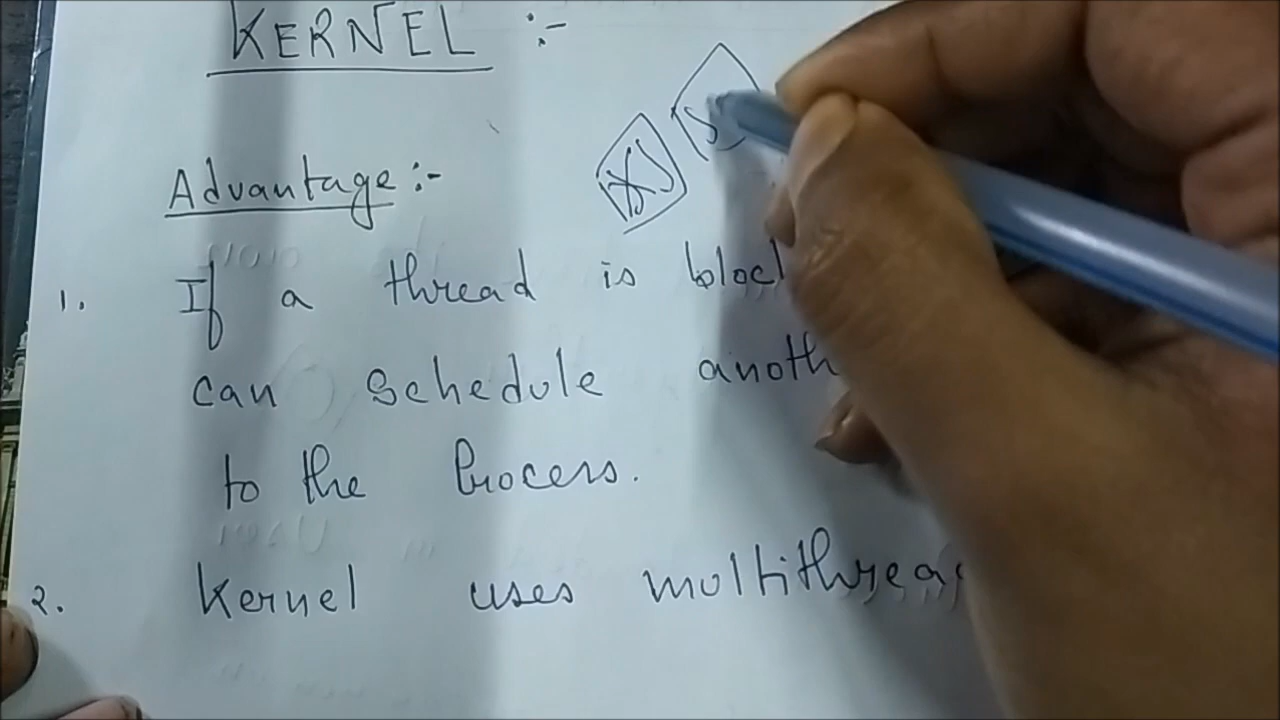 KERNEL :-
Advantage :-
1. If a thread is
can schedule
to the Process.
2. Kernel uses